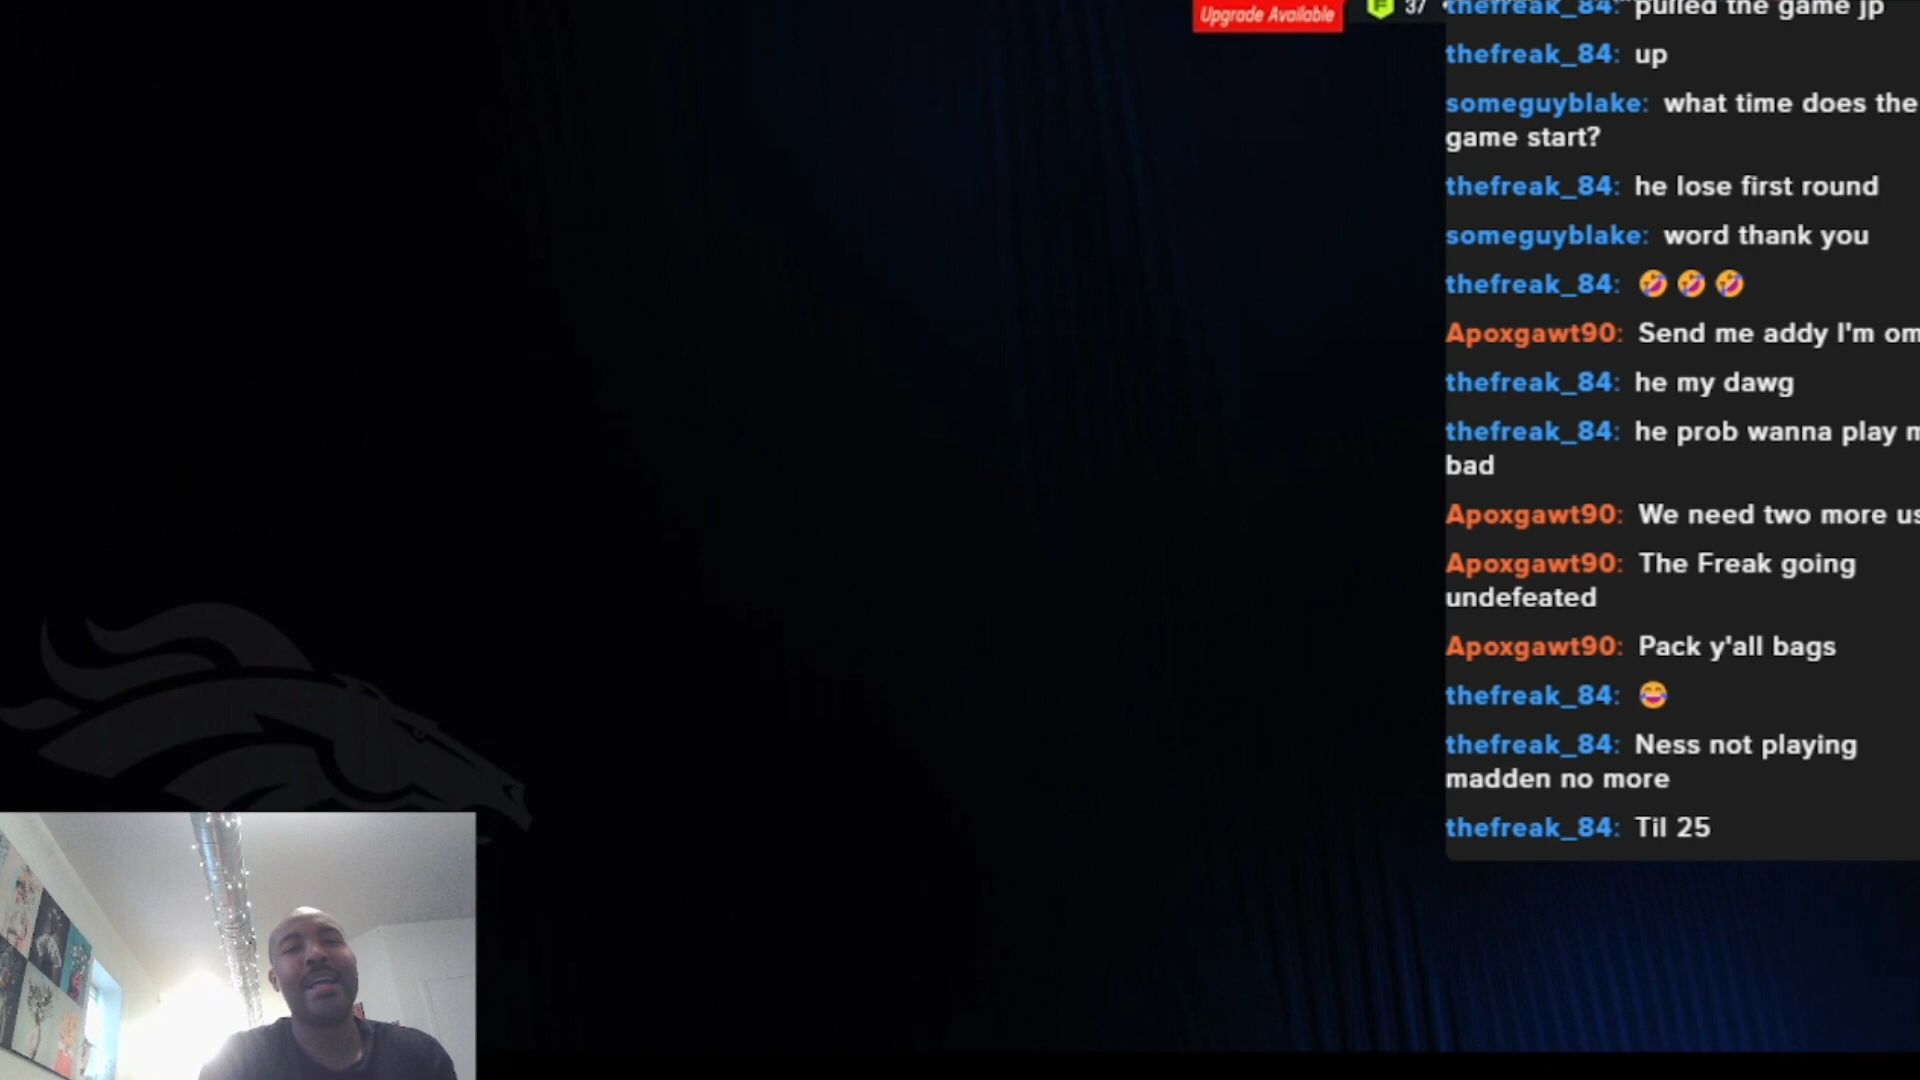 Upgrade Available
37
thefreak_84: pulled the game jp
thefreak_84: up
someguyblake: what time does the
game start?
thefreak_84: he lose first round
someguyblake: word thank you
thefreak_84: 🤣 🤣 🤣
Apoxgawt90: Send me addy I'm om
thefreak_84: he my dawg
thefreak_84: he prob wanna play m
bad
Apoxgawt90: We need two more us
Apoxgawt90: The Freak going
undefeated
Apoxgawt90: Pack y'all bags
thefreak_84: 😂
thefreak_84: Ness not playing
madden no more
thefreak_84: Til 25